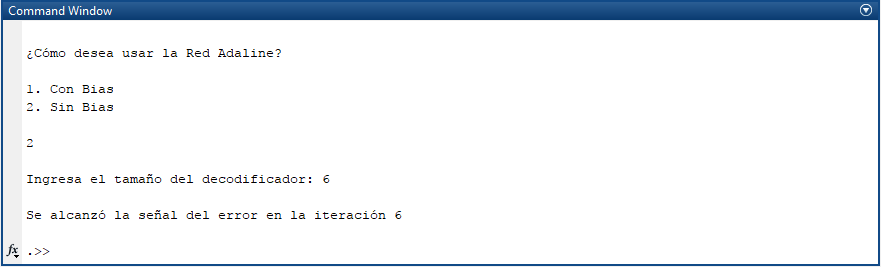 Command Window
¿Cómo desea usar la Red Adaline?
1. Con Bias
2. Sin Bias
2
Ingresa el tamaño del decodificador: 6
Se alcanzó la señal del error en la iteración 6
fx .>>